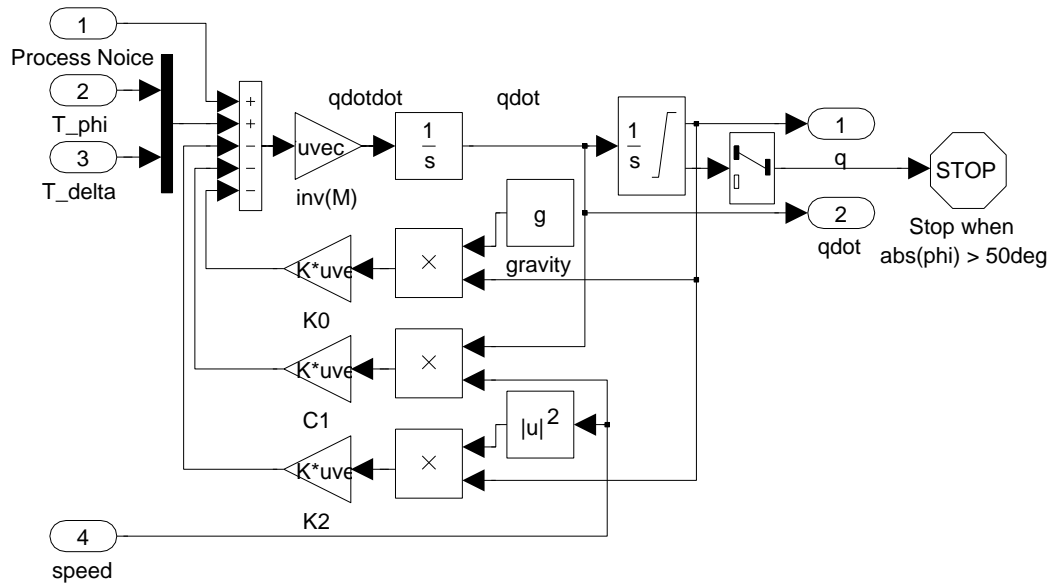 1
Process Noice
2
T_phi
3
T_delta
+
+
−
−
−
uvec
inv(M)
qdotdot
1
s
qdot
1
s
1
q
STOP
Stop when
abs(phi) > 50deg
2
qdot
g
gravity
×
K*uve
K0
×
K*uve
C1
|u|²
×
K*uve
K2
4
speed